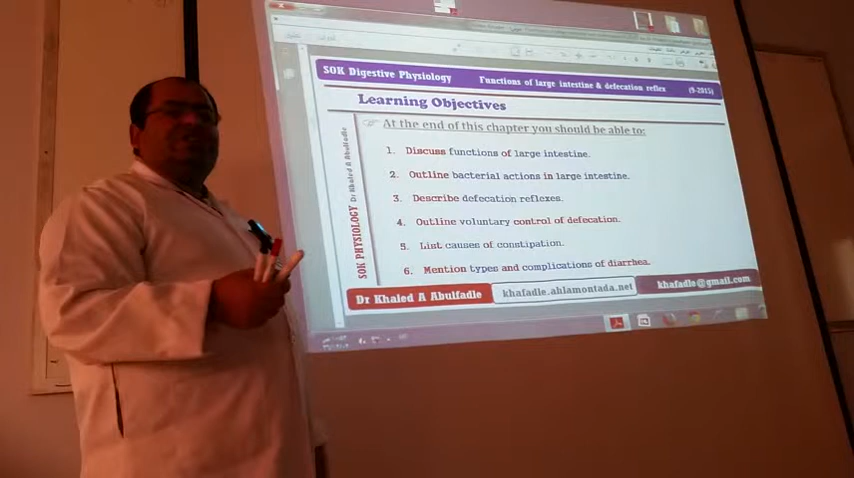 SOK Digestive Physiology Functions of large intestine & defecation reflex (9-2015)
Learning Objectives
At the end of this chapter you should be able to:
1. Discuss functions of large intestine.
2. Outline bacterial actions in large intestine.
3. Describe defecation reflexes.
4. Outline voluntary control of defecation.
5. List causes of constipation.
6. Mention types and complications of diarrhea.
SOK PHYSIOLOGY Dr Khaled A Abulfadle
Dr Khaled A Abulfadle khafadle.ahlamontada.net khafadle@gmail.com